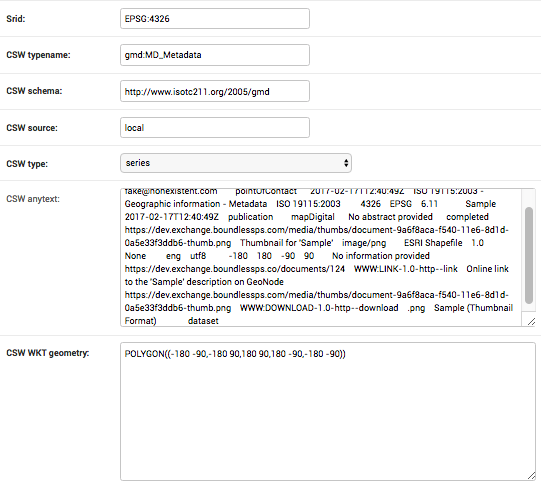 Srid: EPSG:4326
CSW typename: gmd:MD_Metadata
CSW schema: http://www.isotc211.org/2005/gmd
CSW source: local
CSW type: series
CSW anytext:
fake@nonexistent.com pointOfContact 2017-02-17T12:40:49Z ISO 19115:2003 -
Geographic information - Metadata ISO 19115:2003 4326 EPSG 6.11 Sample
2017-02-17T12:40:49Z publication mapDigital No abstract provided completed
https://dev.exchange.boundlessps.com/media/thumbs/document-9a6f8aca-f540-11e6-8d1d-
0a5e33f3ddb6-thumb.png Thumbnail for 'Sample' image/png ESRI Shapefile 1.0
None eng utf8 -180 180 -90 90 No information provided
https://dev.exchange.boundlessps.co/documents/124 WWW:LINK-1.0-http--link Online link
to the 'Sample' description on GeoNode
https://dev.exchange.boundlessps.com/media/thumbs/document-9a6f8aca-f540-11e6-8d1d-
0a5e33f3ddb6-thumb.png WWW:DOWNLOAD-1.0-http--download .png Sample (Thumbnail
Format) dataset
CSW WKT geometry: POLYGON((-180 -90,-180 90,180 90,180 -90,-180 -90))